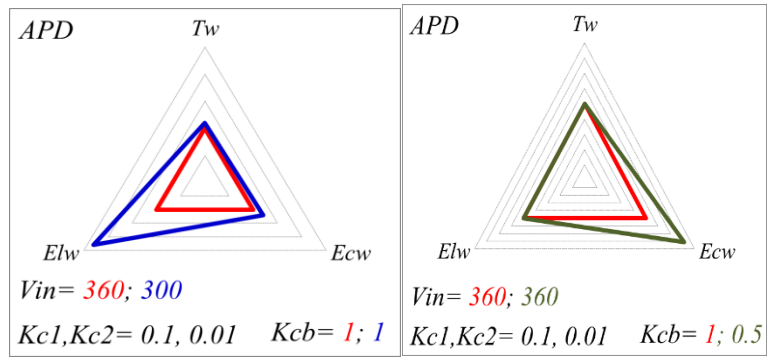 APD
Tw
Elw
Ecw
Vin= 360; 300
Kc1,Kc2= 0.1, 0.01 Kcb= 1; 1
APD
Tw
Elw
Ecw
Vin= 360; 360
Kc1,Kc2= 0.1, 0.01 Kcb= 1; 0.5